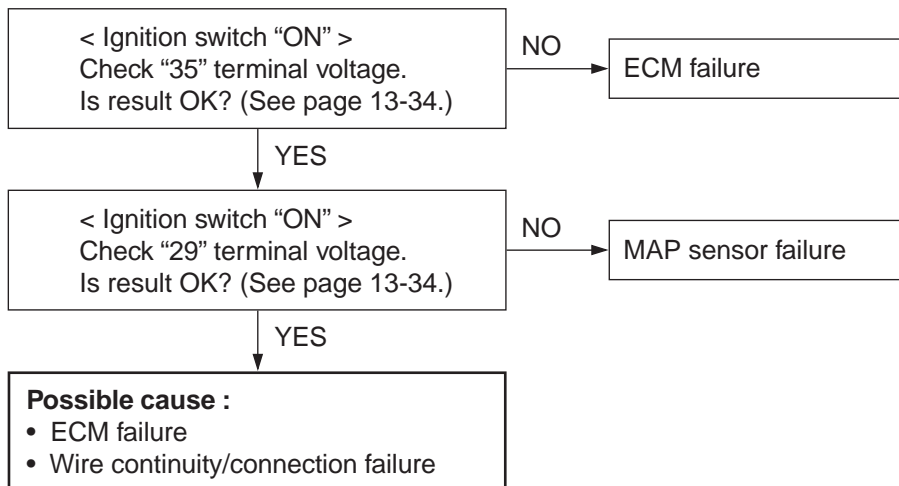 < Ignition switch “ON” >
Check “35” terminal voltage.
Is result OK? (See page 13-34.)
NO
ECM failure
YES
< Ignition switch “ON” >
Check “29” terminal voltage.
Is result OK? (See page 13-34.)
NO
MAP sensor failure
YES
Possible cause :
• ECM failure
• Wire continuity/connection failure